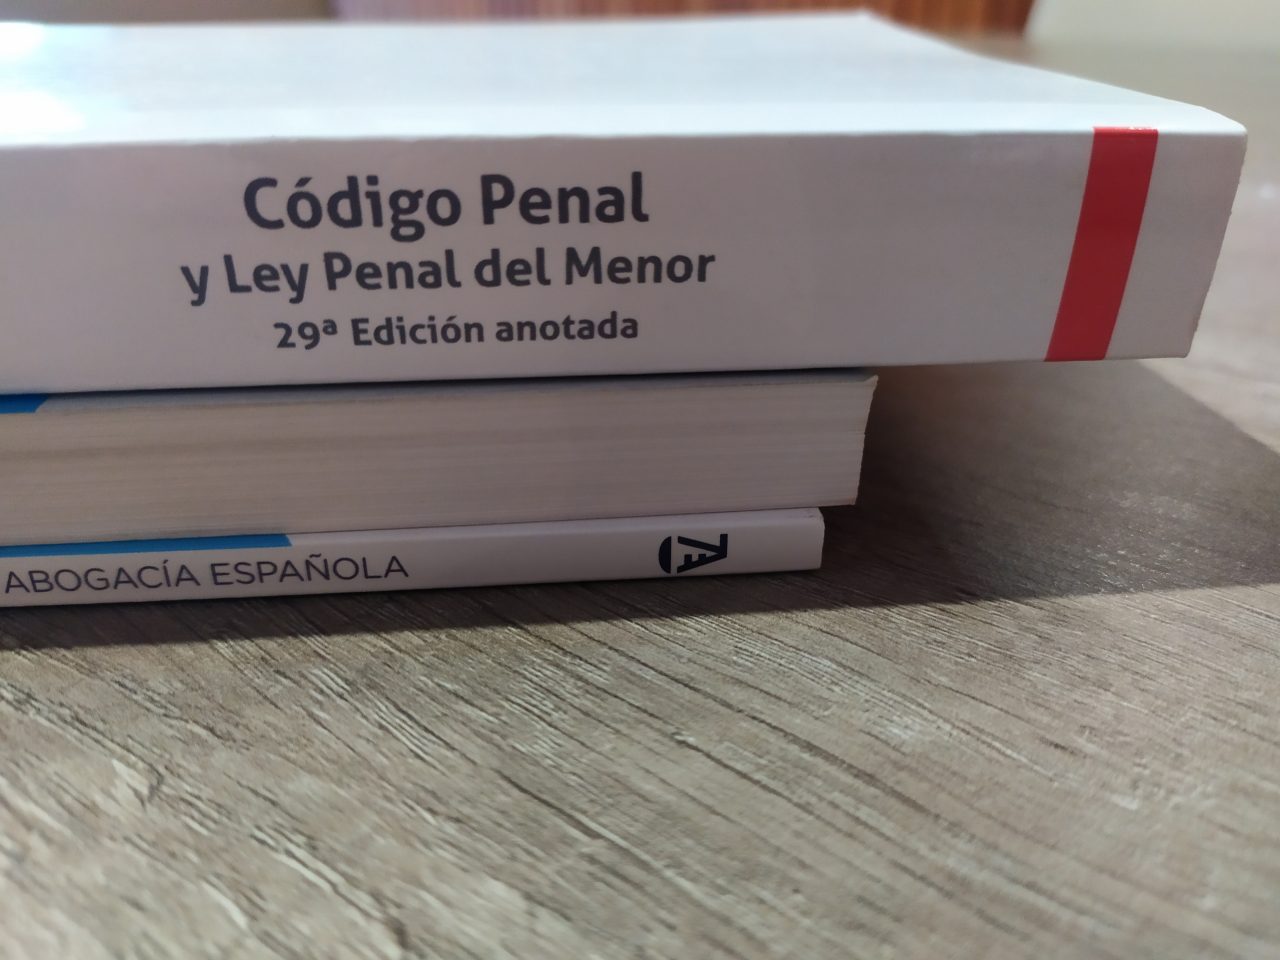 Código Penal
y Ley Penal del Menor
29ª Edición anotada
ABOGACÍA ESPAÑOLA